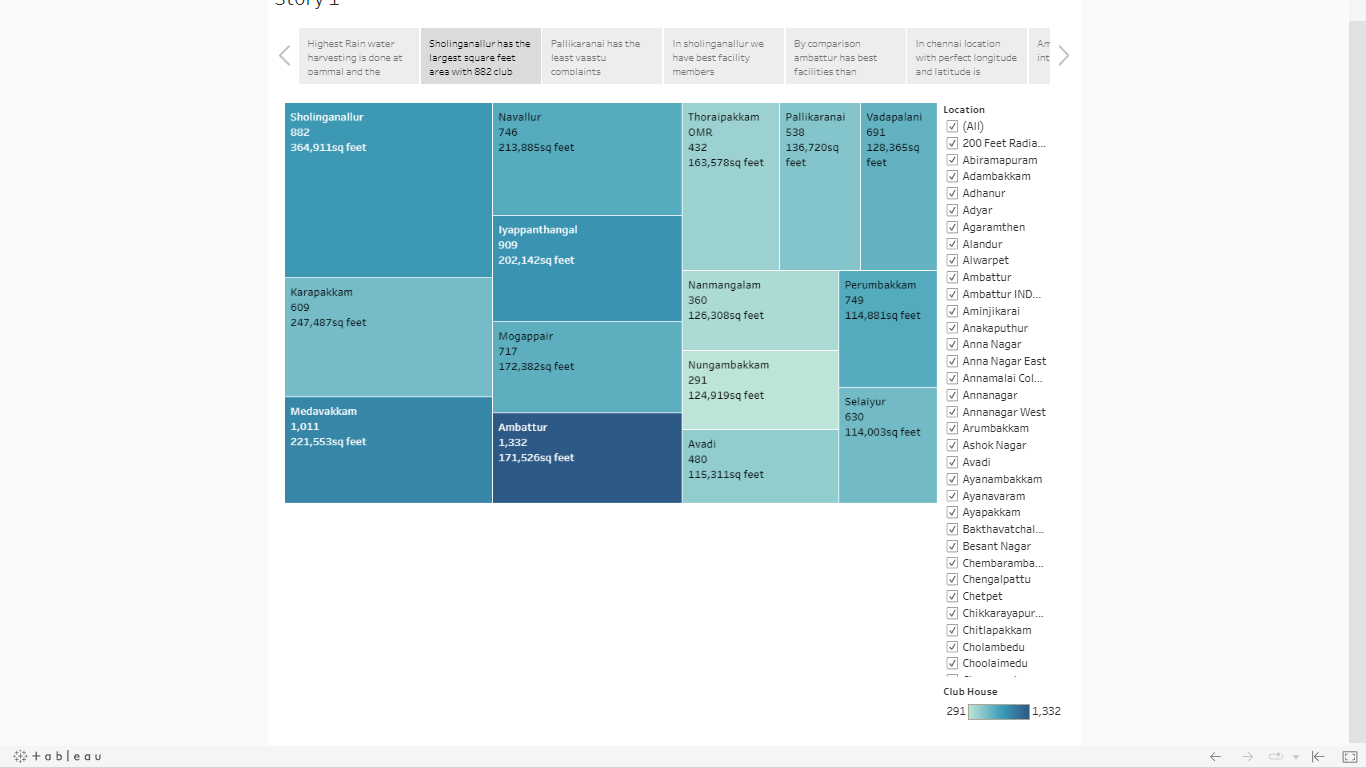 Story 1
Highest Rain water
harvesting is done at
pammal and the
Sholinganallur has the
largest square feet
area with 882 club
Pallikaranai has the
least vaastu
complaints
In sholinganallur we
have best facility
members
By comparison
ambattur has best
facilities than
In chennai location
with perfect longitude
and latitude is
Am
int
Sholinganallur
882
364,911sq feet
Karapakkam
609
247,487sq feet
Medavakkam
1,011
221,553sq feet
Navallur
746
213,885sq feet
Iyappanthangal
909
202,142sq feet
Mogappair
717
172,382sq feet
Ambattur
1,332
171,526sq feet
Thoraipakkam
OMR
432
163,578sq feet
Pallikaranai
538
136,720sq
feet
Vadapalani
691
128,365sq
feet
Nanmangalam
360
126,308sq feet
Nungambakkam
291
124,919sq feet
Avadi
480
115,311sq feet
Perumbakkam
749
114,881sq feet
Selaiyur
630
114,003sq feet
Location
(All)
200 Feet Radia...
Abiramapuram
Adambakkam
Adhanur
Adyar
Agaramthen
Alandur
Alwarpet
Ambattur
Ambattur IND...
Aminjikarai
Anakaputhur
Anna Nagar
Anna Nagar East
Annamalai Col...
Annanagar
Annanagar West
Arumbakkam
Ashok Nagar
Avadi
Ayanambakkam
Ayanavaram
Ayapakkam
Bakthavatchal...
Besant Nagar
Chembaramba...
Chengalpattu
Chetpet
Chikkarayapur...
Chitlapakkam
Cholambedu
Choolaimedu
Club House
291 1,332
+ableau